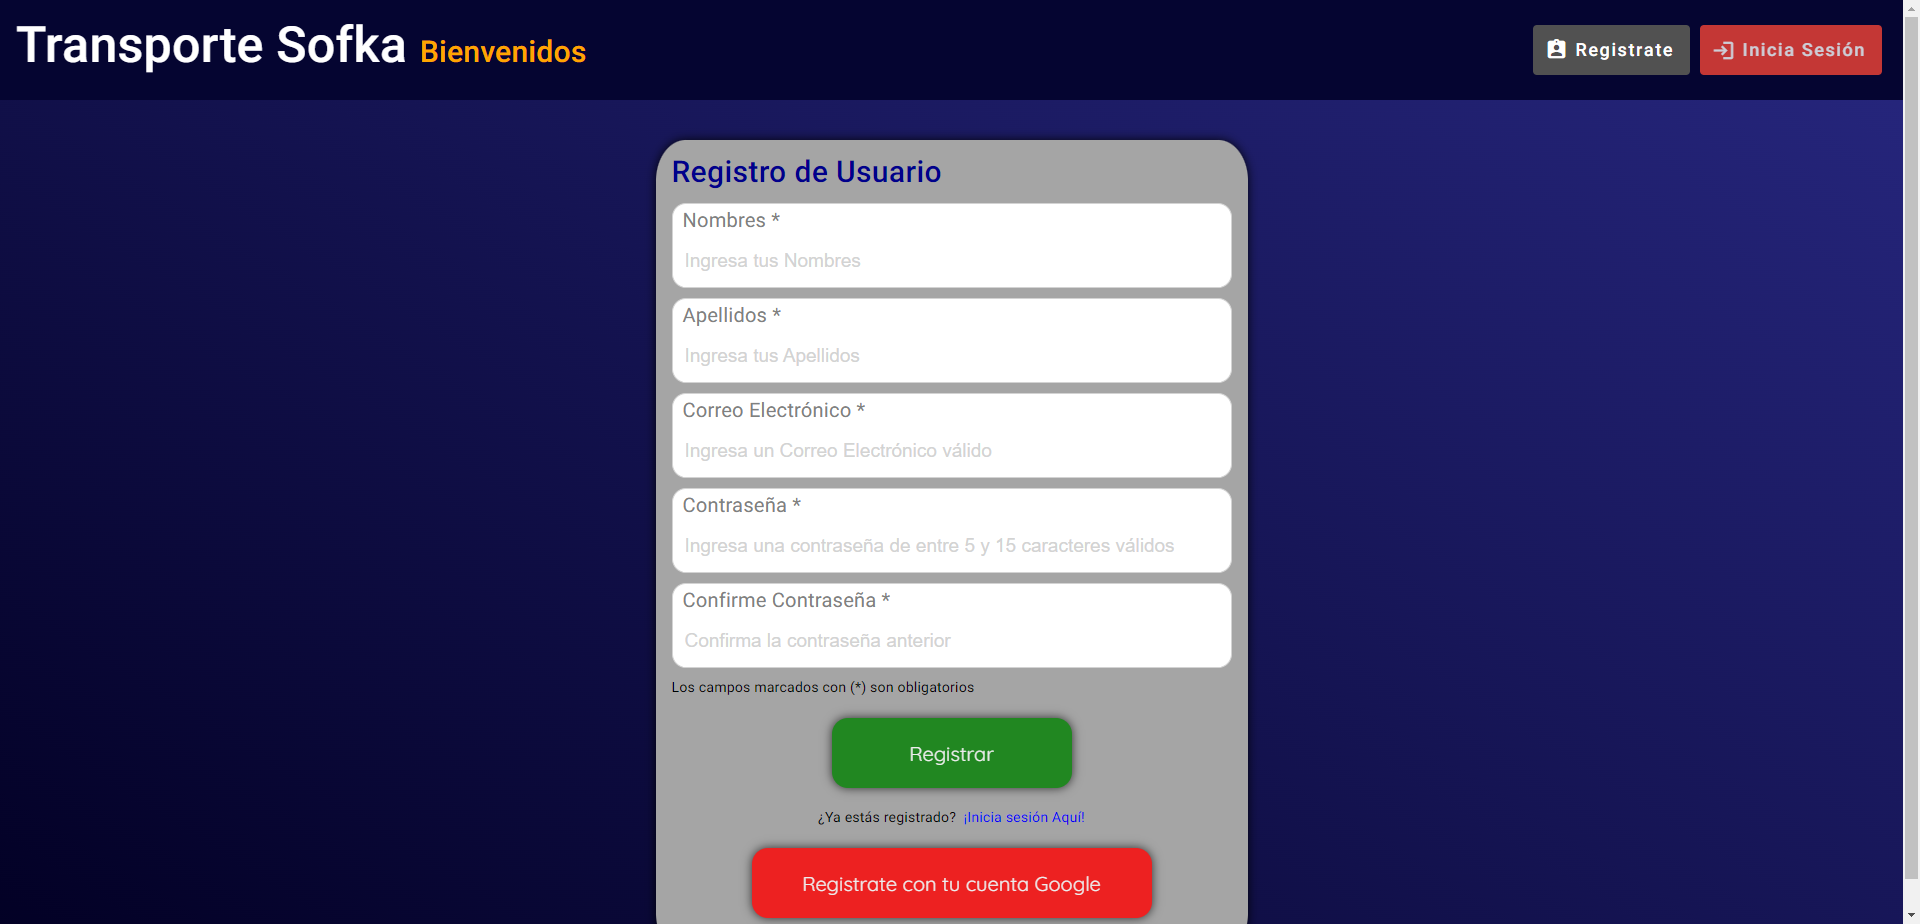 Transporte Sofka Bienvenidos
Registrate
Inicia Sesión
Registro de Usuario
Nombres *
Ingresa tus Nombres
Apellidos *
Ingresa tus Apellidos
Correo Electrónico *
Ingresa un Correo Electrónico válido
Contraseña *
Ingresa una contraseña de entre 5 y 15 caracteres válidos
Confirme Contraseña *
Confirma la contraseña anterior
Los campos marcados con (*) son obligatorios
Registrar
¿Ya estás registrado? ¡Inicia sesión Aquí!
Registrate con tu cuenta Google